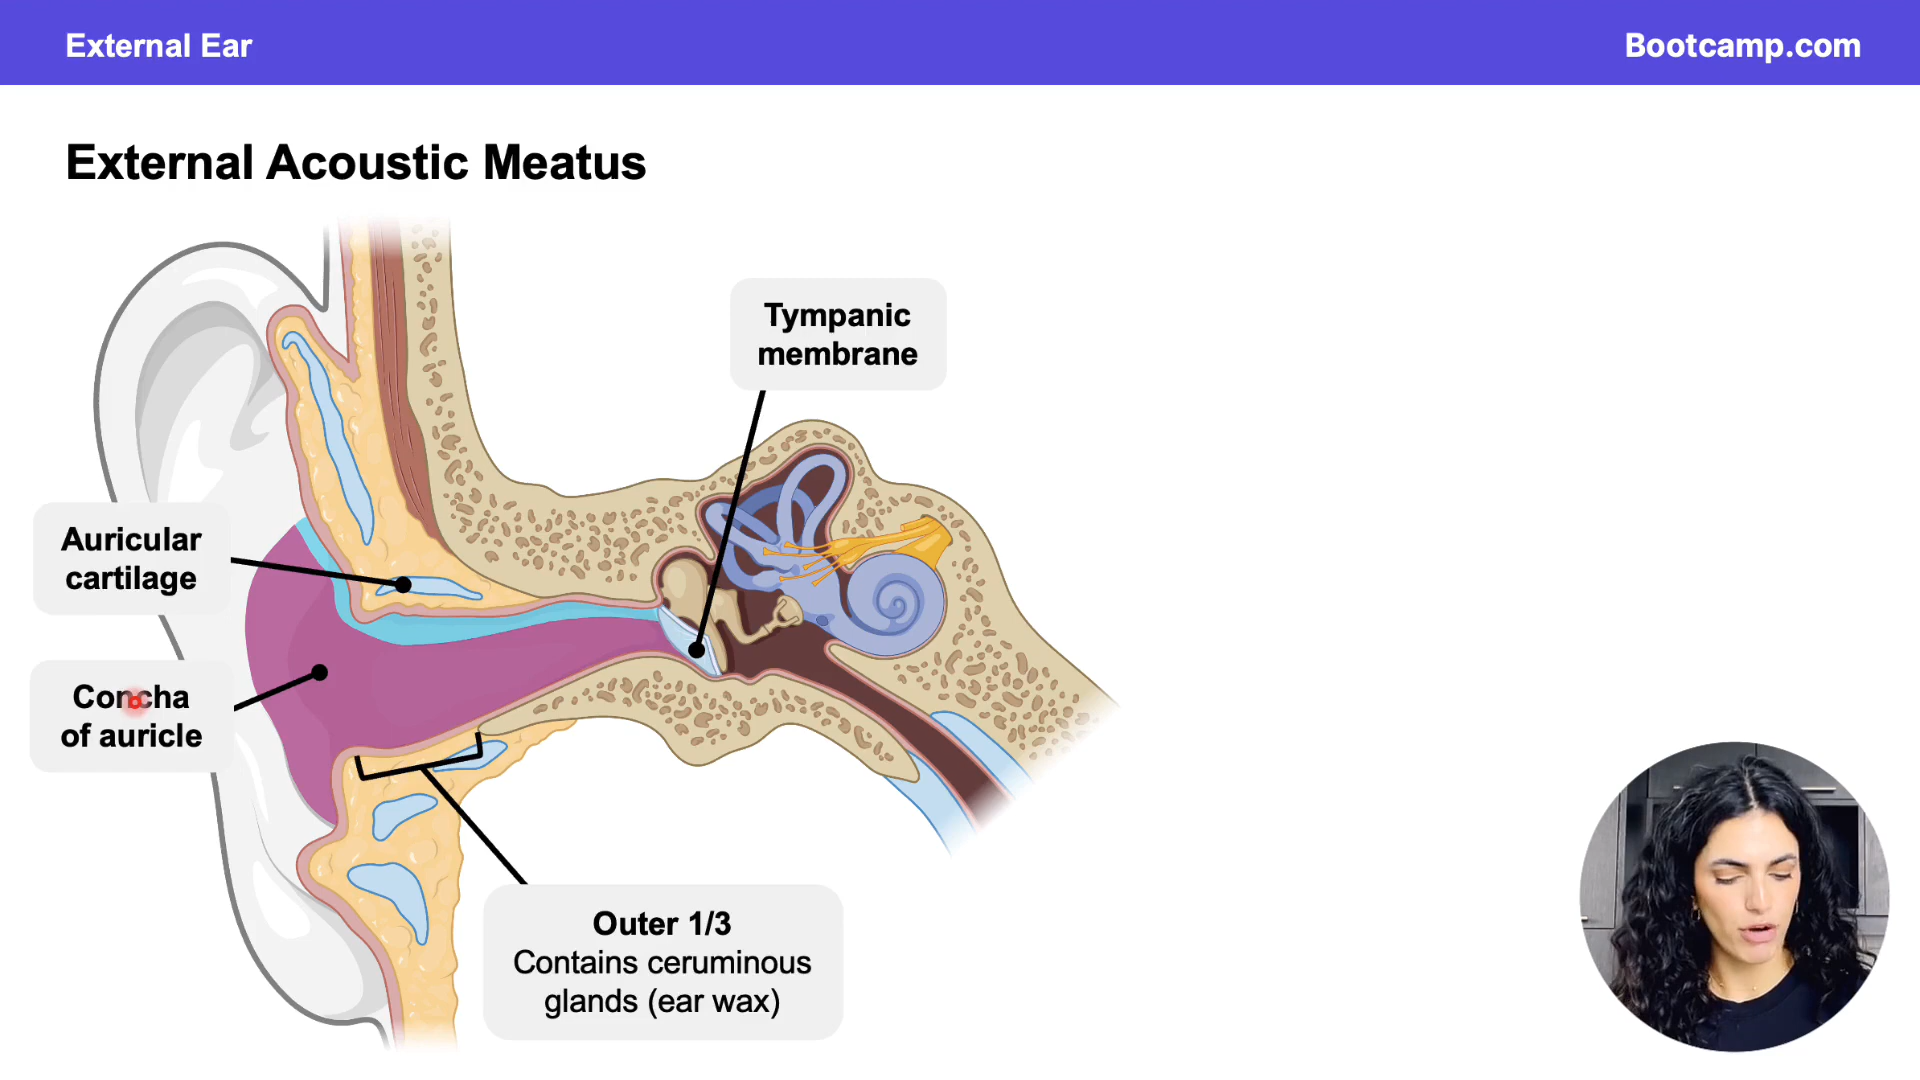 External Ear
Bootcamp.com
External Acoustic Meatus
Tympanic
membrane
Auricular
cartilage
Concha
of auricle
Outer 1/3
Contains ceruminous
glands (ear wax)